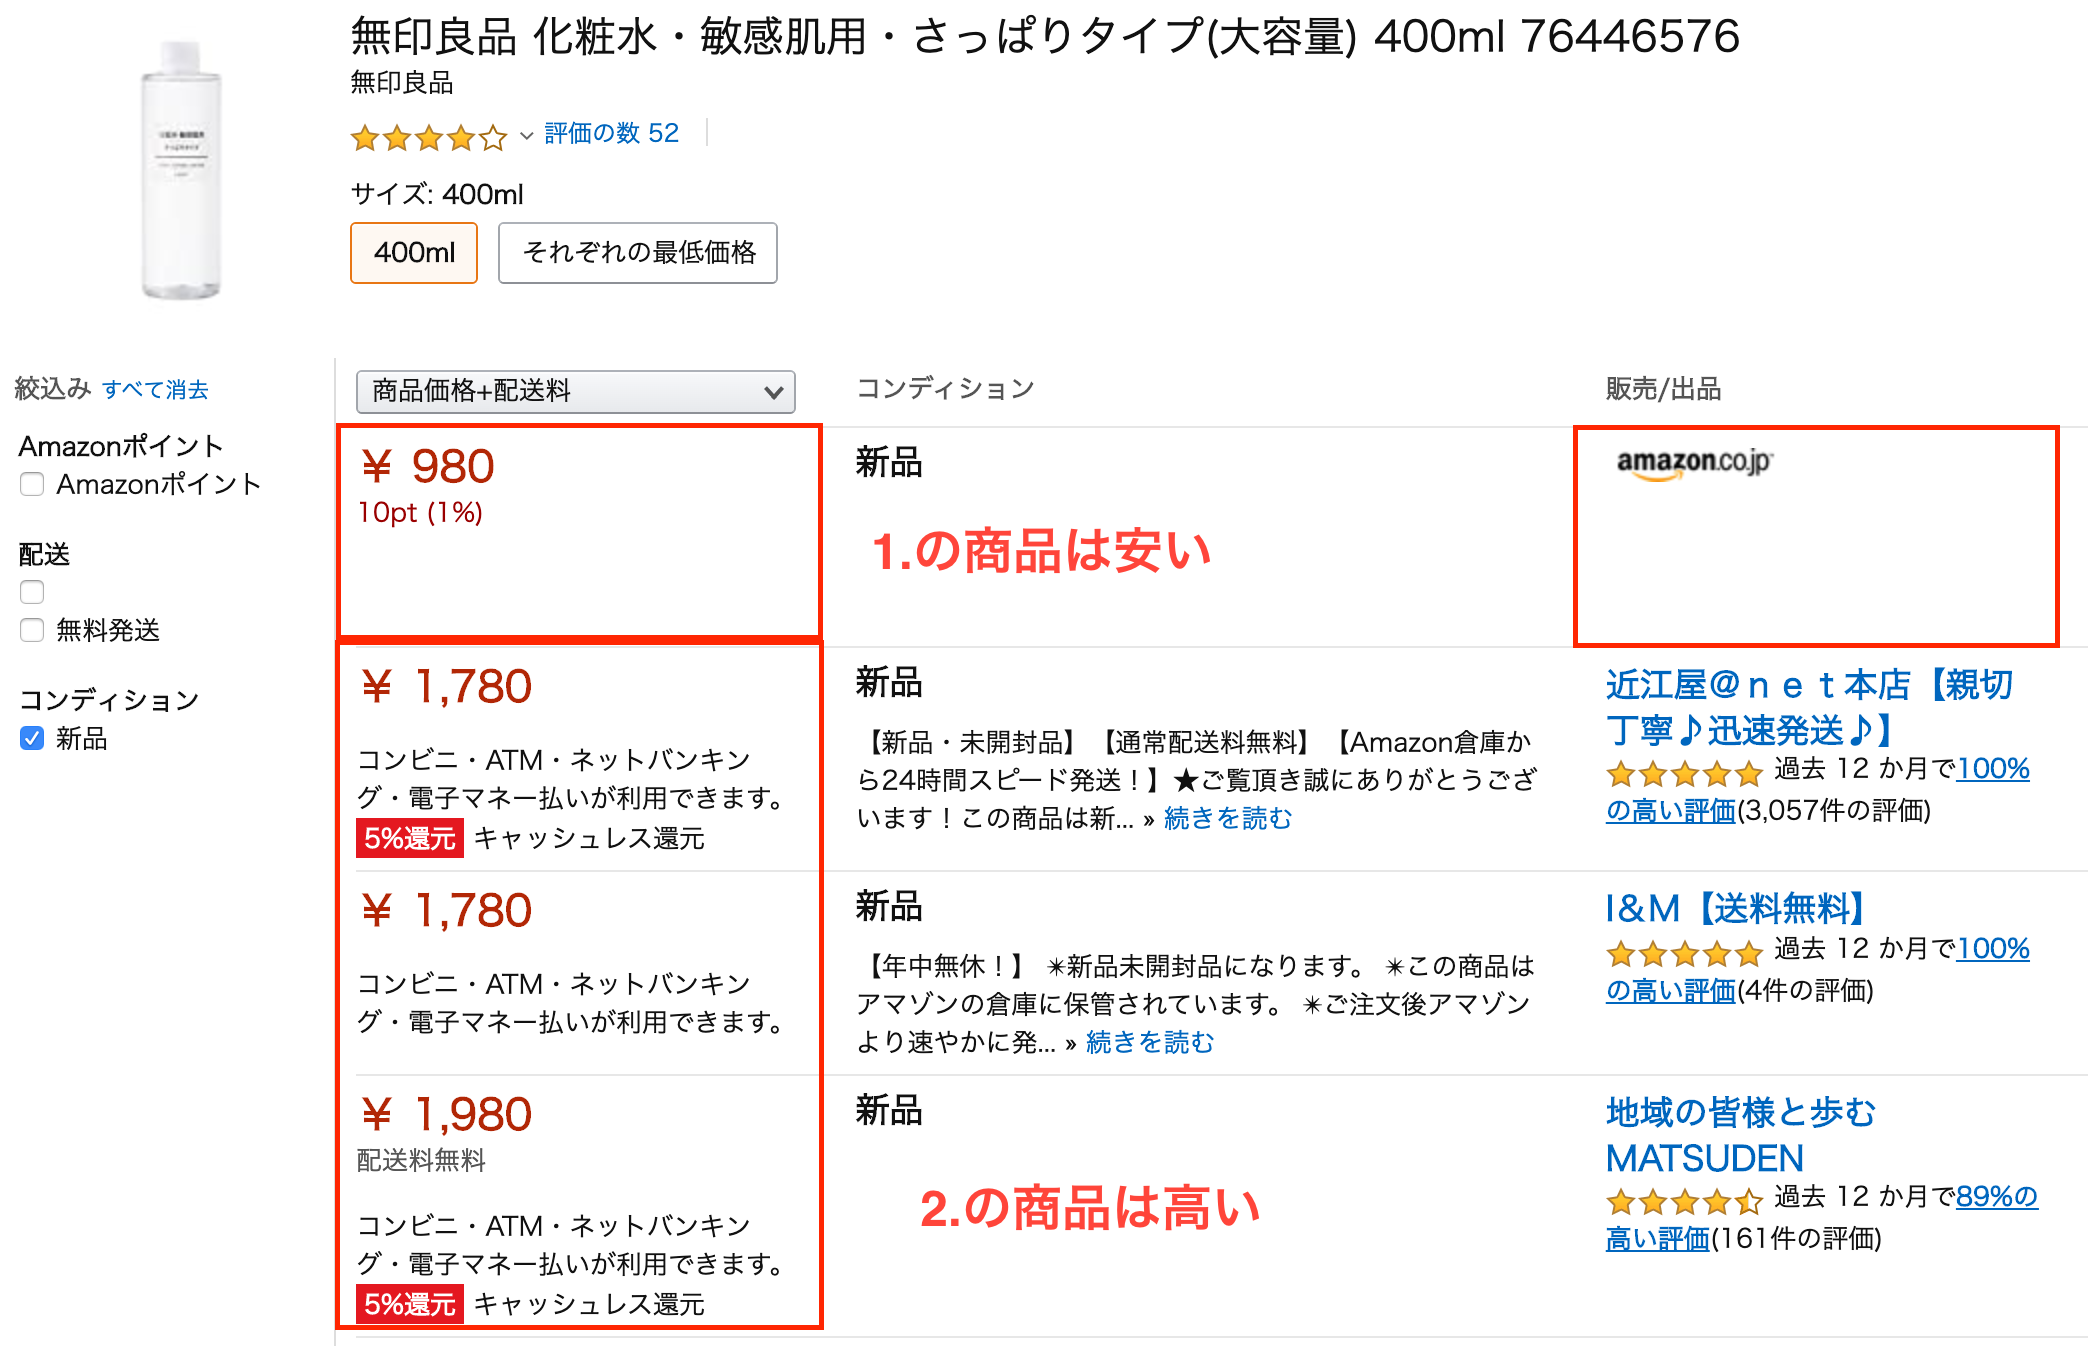 無印良品 化粧水・敏感肌用・さっぱりタイプ(大容量) 400ml 76446576
無印良品
評価の数 52
サイズ: 400ml
400ml
それぞれの最低価格
絞込み すべて消去
Amazonポイント
Amazonポイント
配送
無料発送
コンディション
新品
商品価格+配送料
コンディション
販売/出品
¥ 980
10pt (1%)
新品
1.の商品は安い
amazon.co.jp
¥ 1,780
コンビニ・ATM・ネットバンキン
グ・電子マネー払いが利用できます。
5%還元 キャッシュレス還元
新品
【新品・未開封品】【通常配送料無料】【Amazon倉庫か
ら24時間スピード発送！】★ご覧頂き誠にありがとうござ
います！この商品は新... » 続きを読む
近江屋＠ｎｅｔ本店【親切
丁寧♪迅速発送♪】
過去 12 か月で100%
の高い評価(3,057件の評価)
¥ 1,780
コンビニ・ATM・ネットバンキン
グ・電子マネー払いが利用できます。
新品
【年中無休！】 ✴新品未開封品になります。 ✴この商品は
アマゾンの倉庫に保管されています。 ✴ご注文後アマゾン
より速やかに発... » 続きを読む
I&M【送料無料】
過去 12 か月で100%
の高い評価(4件の評価)
¥ 1,980
配送料無料
コンビニ・ATM・ネットバンキン
グ・電子マネー払いが利用できます。
5%還元 キャッシュレス還元
新品
2.の商品は高い
地域の皆様と歩む
MATSUDEN
過去 12 か月で89%の
高い評価(161件の評価)